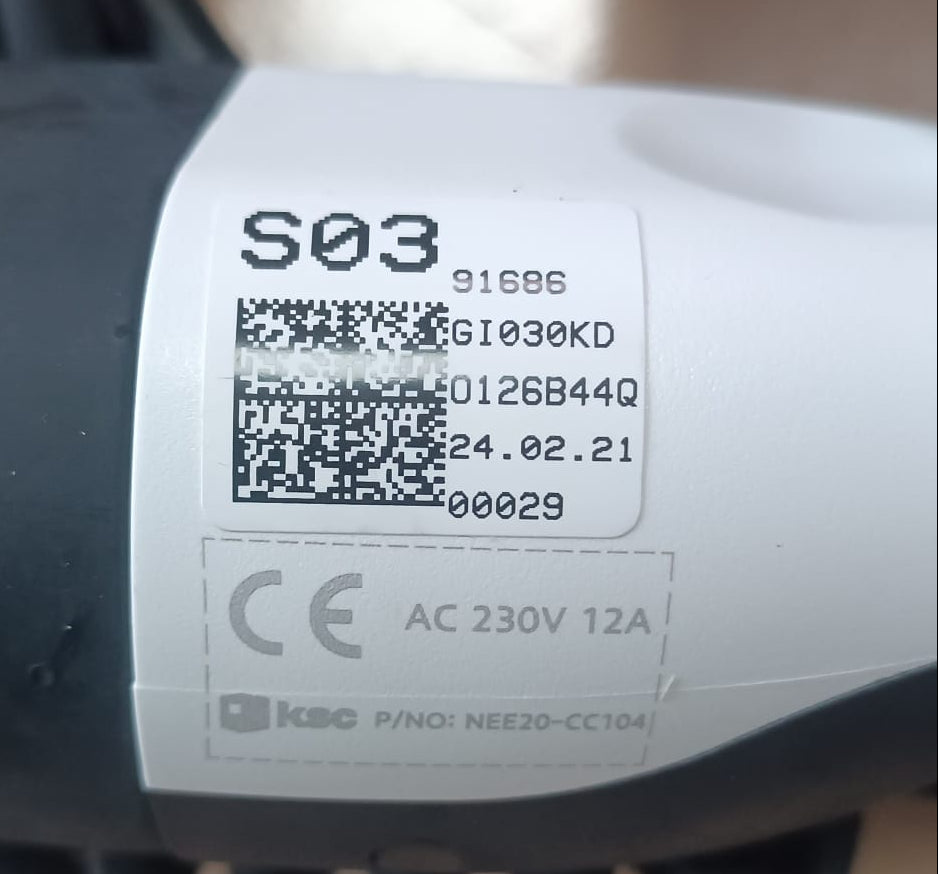 S03
91686
GI030KD
0126B44Q
24.02.21
00029
CE AC 230V 12A
ksc P/NO: NEE20-CC104